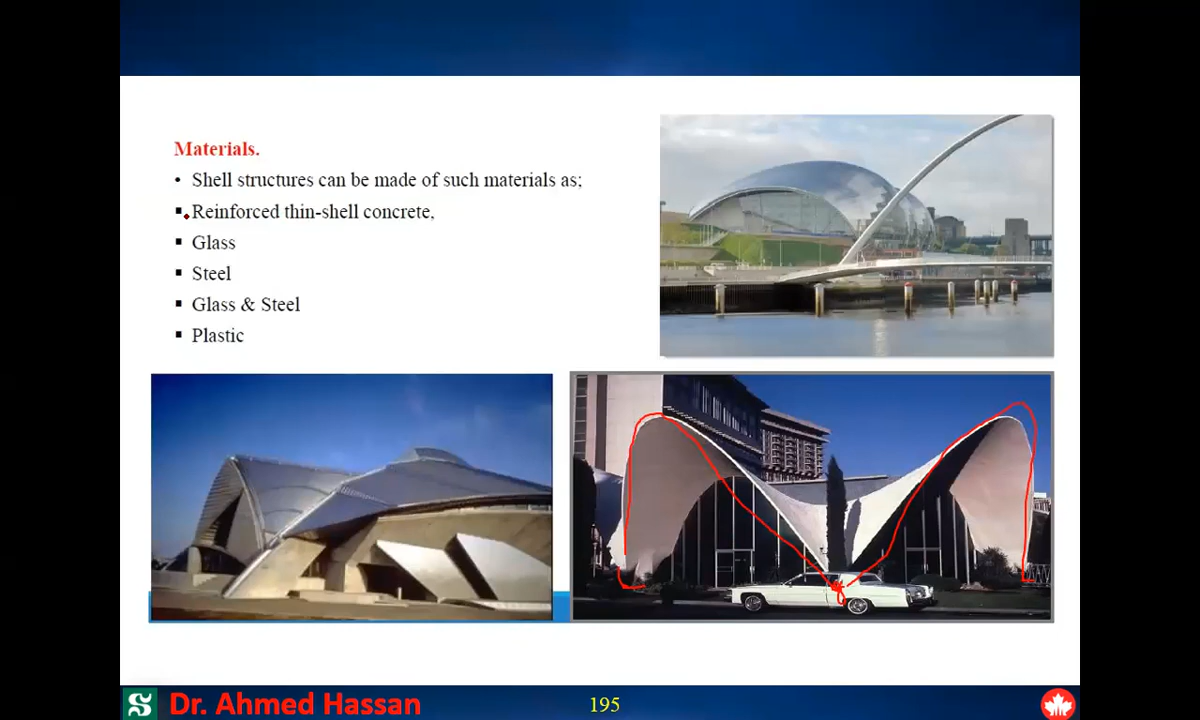 Materials.
• Shell structures can be made of such materials as;
▪ Reinforced thin-shell concrete,
▪ Glass
▪ Steel
▪ Glass & Steel
▪ Plastic
Dr. Ahmed Hassan
195